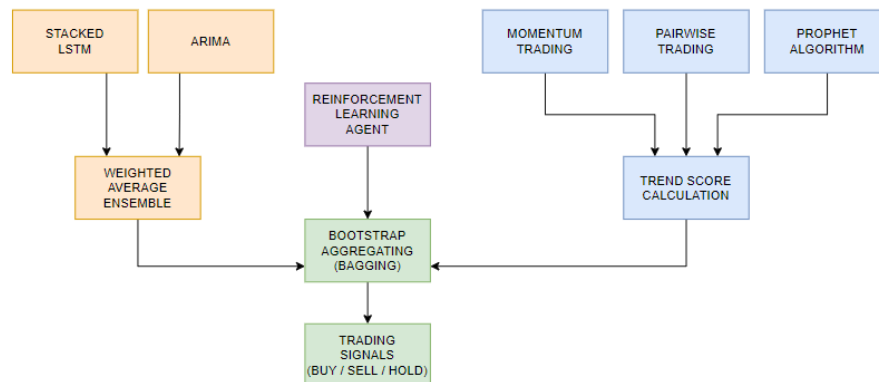 STACKED
LSTM
ARIMA
MOMENTUM
TRADING
PAIRWISE
TRADING
PROPHET
ALGORITHM
REINFORCEMENT
LEARNING
AGENT
WEIGHTED
AVERAGE
ENSEMBLE
TREND SCORE
CALCULATION
BOOTSTRAP
AGGREGATING
(BAGGING)
TRADING
SIGNALS
(BUY / SELL / HOLD)